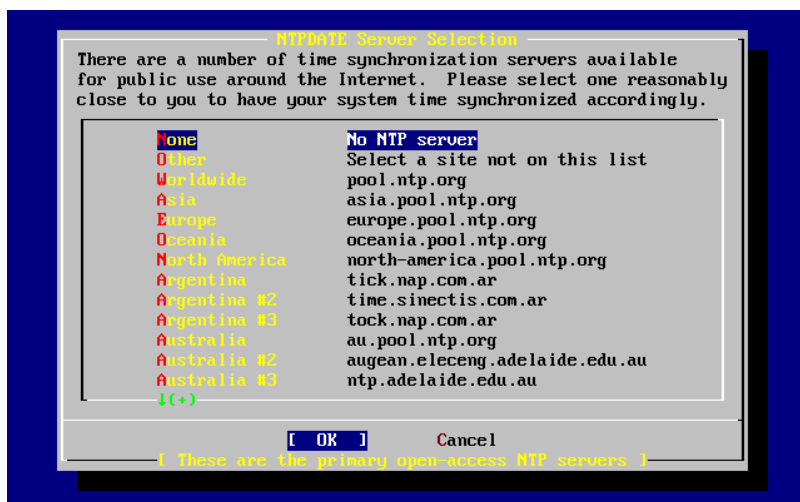 NTPDATE Server Selection
There are a number of time synchronization servers available
for public use around the Internet.  Please select one reasonably
close to you to have your system time synchronized accordingly.
None No NTP server
Other Select a site not on this list
Worldwide pool.ntp.org
Asia asia.pool.ntp.org
Europe europe.pool.ntp.org
Oceania oceania.pool.ntp.org
North America north-america.pool.ntp.org
Argentina tick.nap.com.ar
Argentina #2 time.sinectis.com.ar
Argentina #3 tock.nap.com.ar
Australia au.pool.ntp.org
Australia #2 augean.eleceng.adelaide.edu.au
Australia #3 ntp.adelaide.edu.au
↓(+)
[ OK ] Cancel
[ These are the primary open-access NTP servers ]